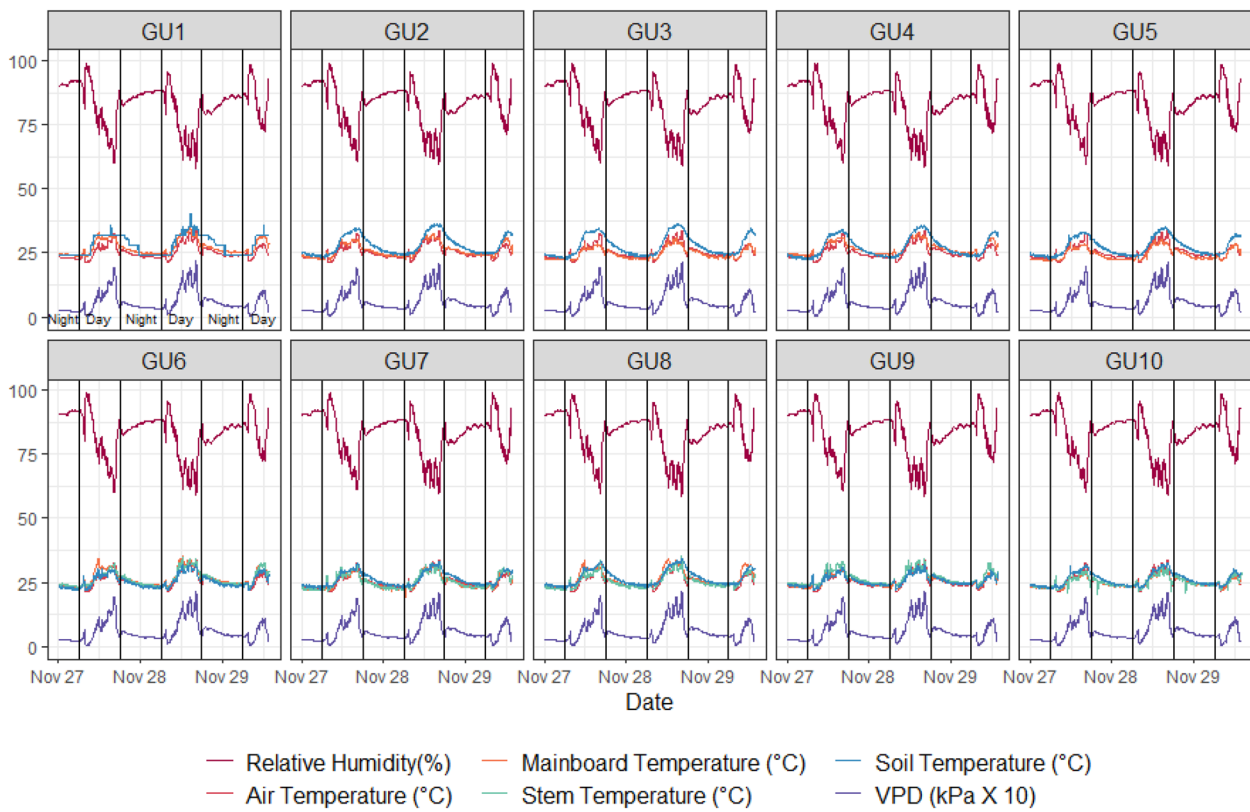 GU1 GU2 GU3 GU4 GU5
100
75
50
25
0
Night Day Night Day Night Day
GU6 GU7 GU8 GU9 GU10
100
75
50
25
0
Nov 27 Nov 28 Nov 29 Nov 27 Nov 28 Nov 29 Nov 27 Nov 28 Nov 29 Nov 27 Nov 28 Nov 29 Nov 27 Nov 28 Nov 29
Date
Relative Humidity(%) Mainboard Temperature (°C) Soil Temperature (°C)
Air Temperature (°C) Stem Temperature (°C) VPD (kPa X 10)